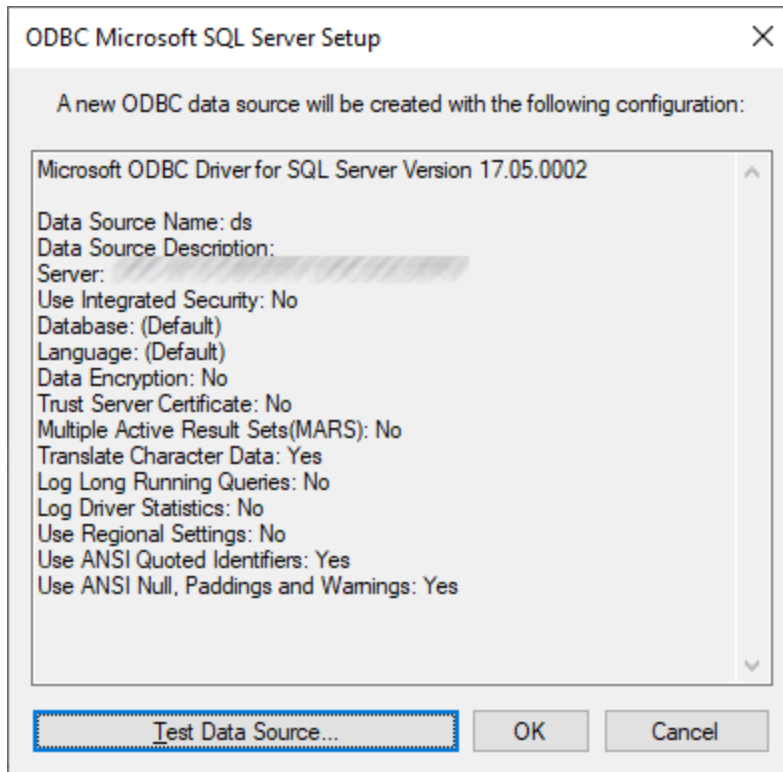 ODBC Microsoft SQL Server Setup
A new ODBC data source will be created with the following configuration:
Microsoft ODBC Driver for SQL Server Version 17.05.0002
Data Source Name: ds
Data Source Description:
Server:
Use Integrated Security: No
Database: (Default)
Language: (Default)
Data Encryption: No
Trust Server Certificate: No
Multiple Active Result Sets(MARS): No
Translate Character Data: Yes
Log Long Running Queries: No
Log Driver Statistics: No
Use Regional Settings: No
Use ANSI Quoted Identifiers: Yes
Use ANSI Null, Paddings and Warnings: Yes
Test Data Source...
OK
Cancel